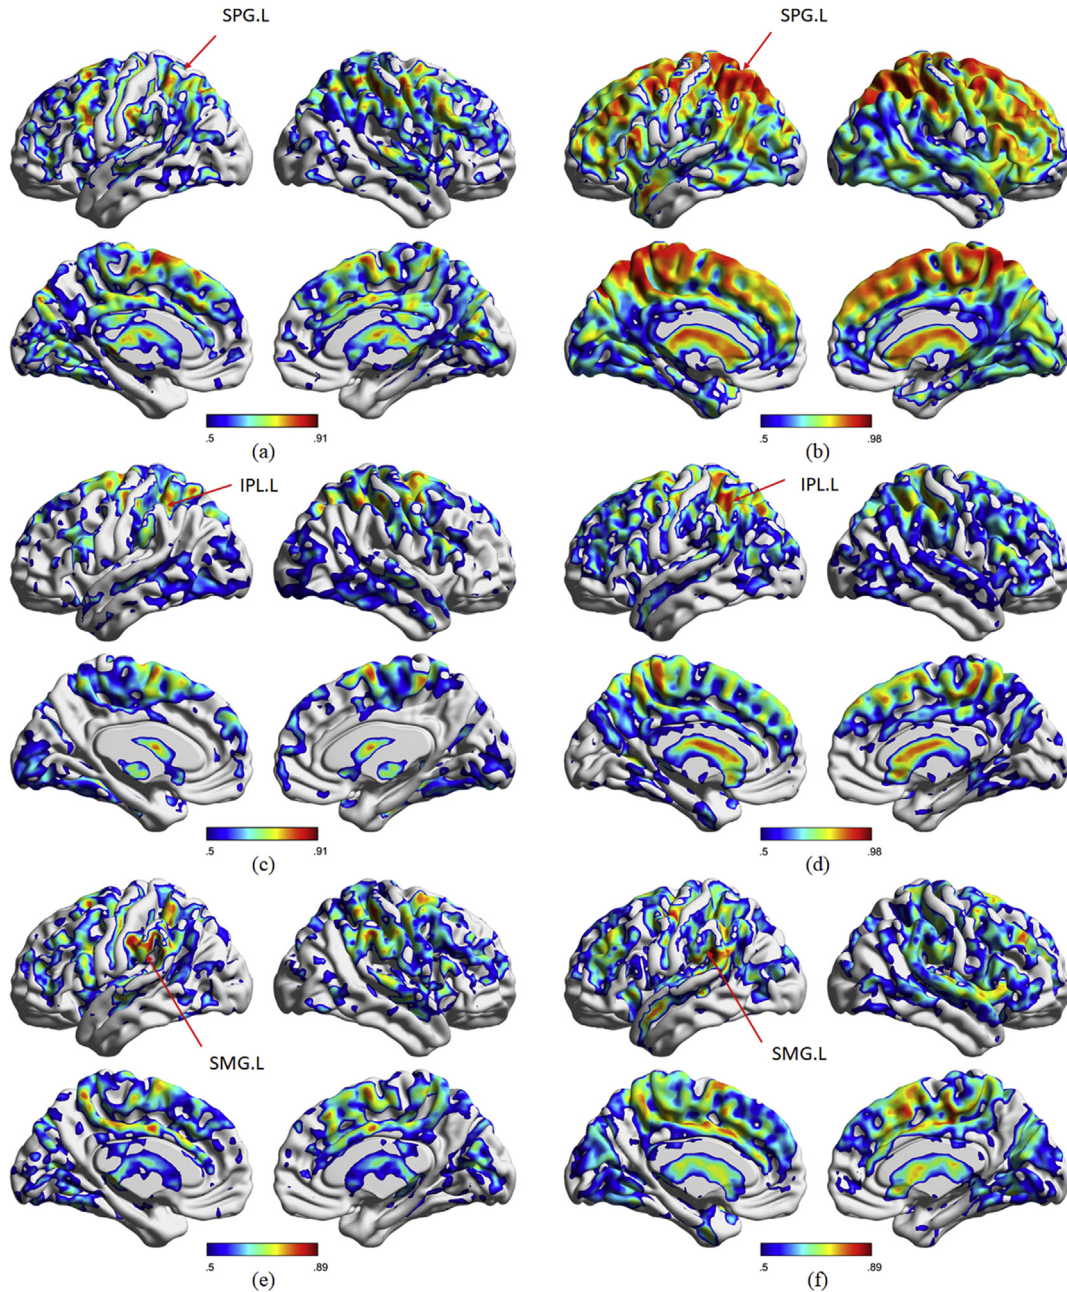 SPG.L
SPG.L
.5 .91
(a)
.5 .98
(b)
IPL.L
IPL.L
.5 .91
(c)
.5 .98
(d)
SMG.L
SMG.L
.5 .89
(e)
.5 .89
(f)